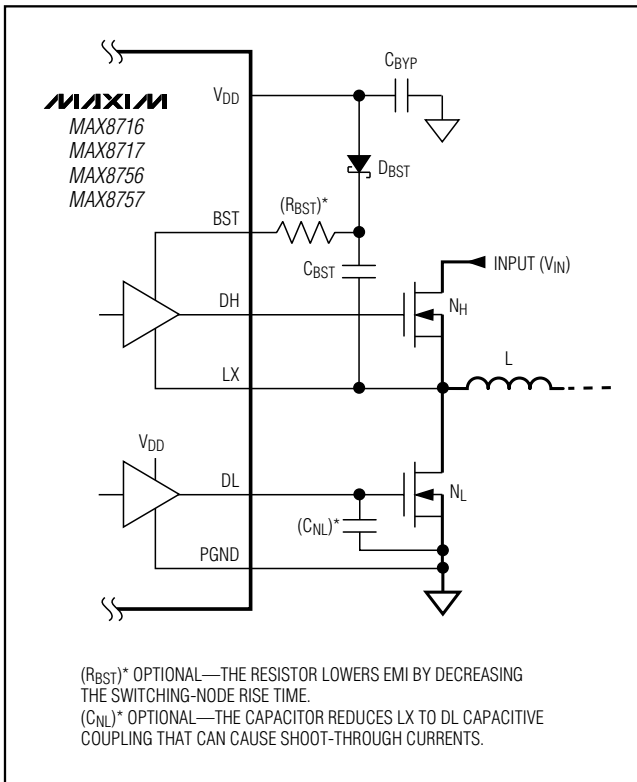 MAXIM
MAX8716
MAX8717
MAX8756
MAX8757
VDD
CBYP
DBST
(RBST)*
BST
CBST
INPUT (VIN)
DH
NH
L
LX
VDD
DL
NL
(CNL)*
PGND
(RBST)* OPTIONAL—THE RESISTOR LOWERS EMI BY DECREASING
THE SWITCHING-NODE RISE TIME.
(CNL)* OPTIONAL—THE CAPACITOR REDUCES LX TO DL CAPACITIVE
COUPLING THAT CAN CAUSE SHOOT-THROUGH CURRENTS.